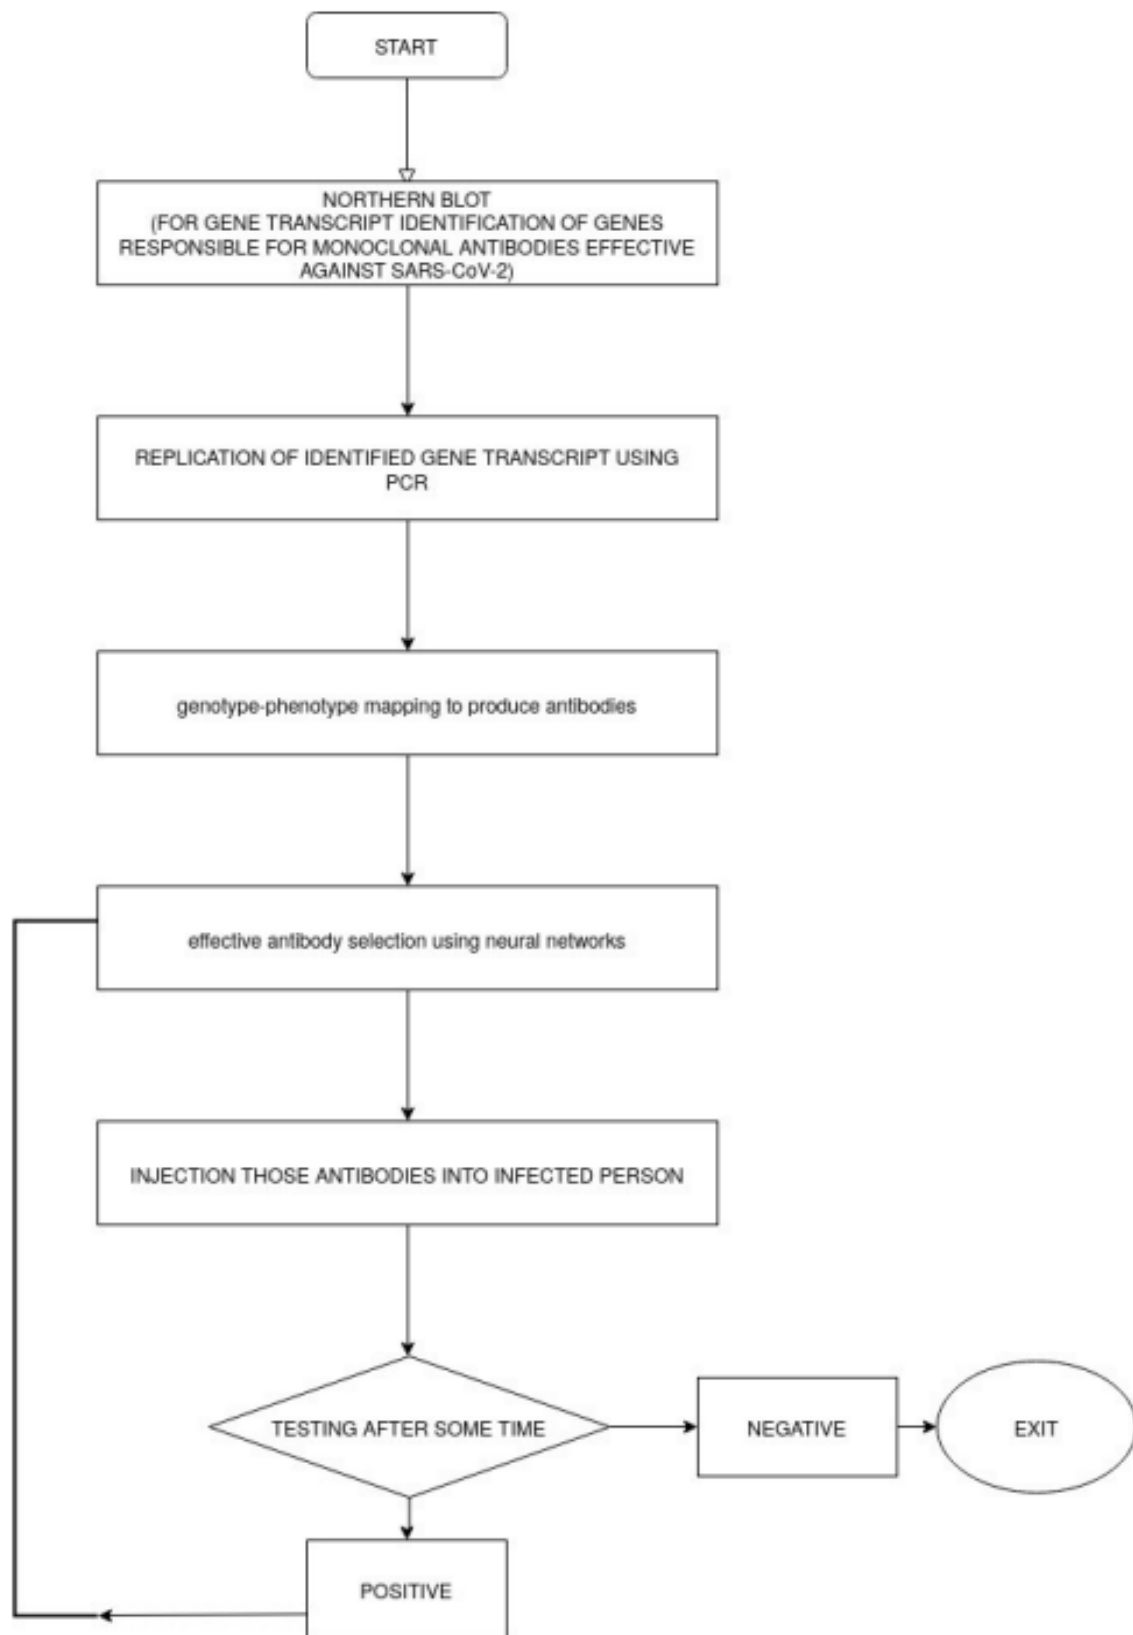 START
NORTHERN BLOT
(FOR GENE TRANSCRIPT IDENTIFICATION OF GENES
RESPONSIBLE FOR MONOCLONAL ANTIBODIES EFFECTIVE
AGAINST SARS-CoV-2)
REPLICATION OF IDENTIFIED GENE TRANSCRIPT USING
PCR
genotype-phenotype mapping to produce antibodies
effective antibody selection using neural networks
INJECTION THOSE ANTIBODIES INTO INFECTED PERSON
TESTING AFTER SOME TIME
NEGATIVE
EXIT
POSITIVE